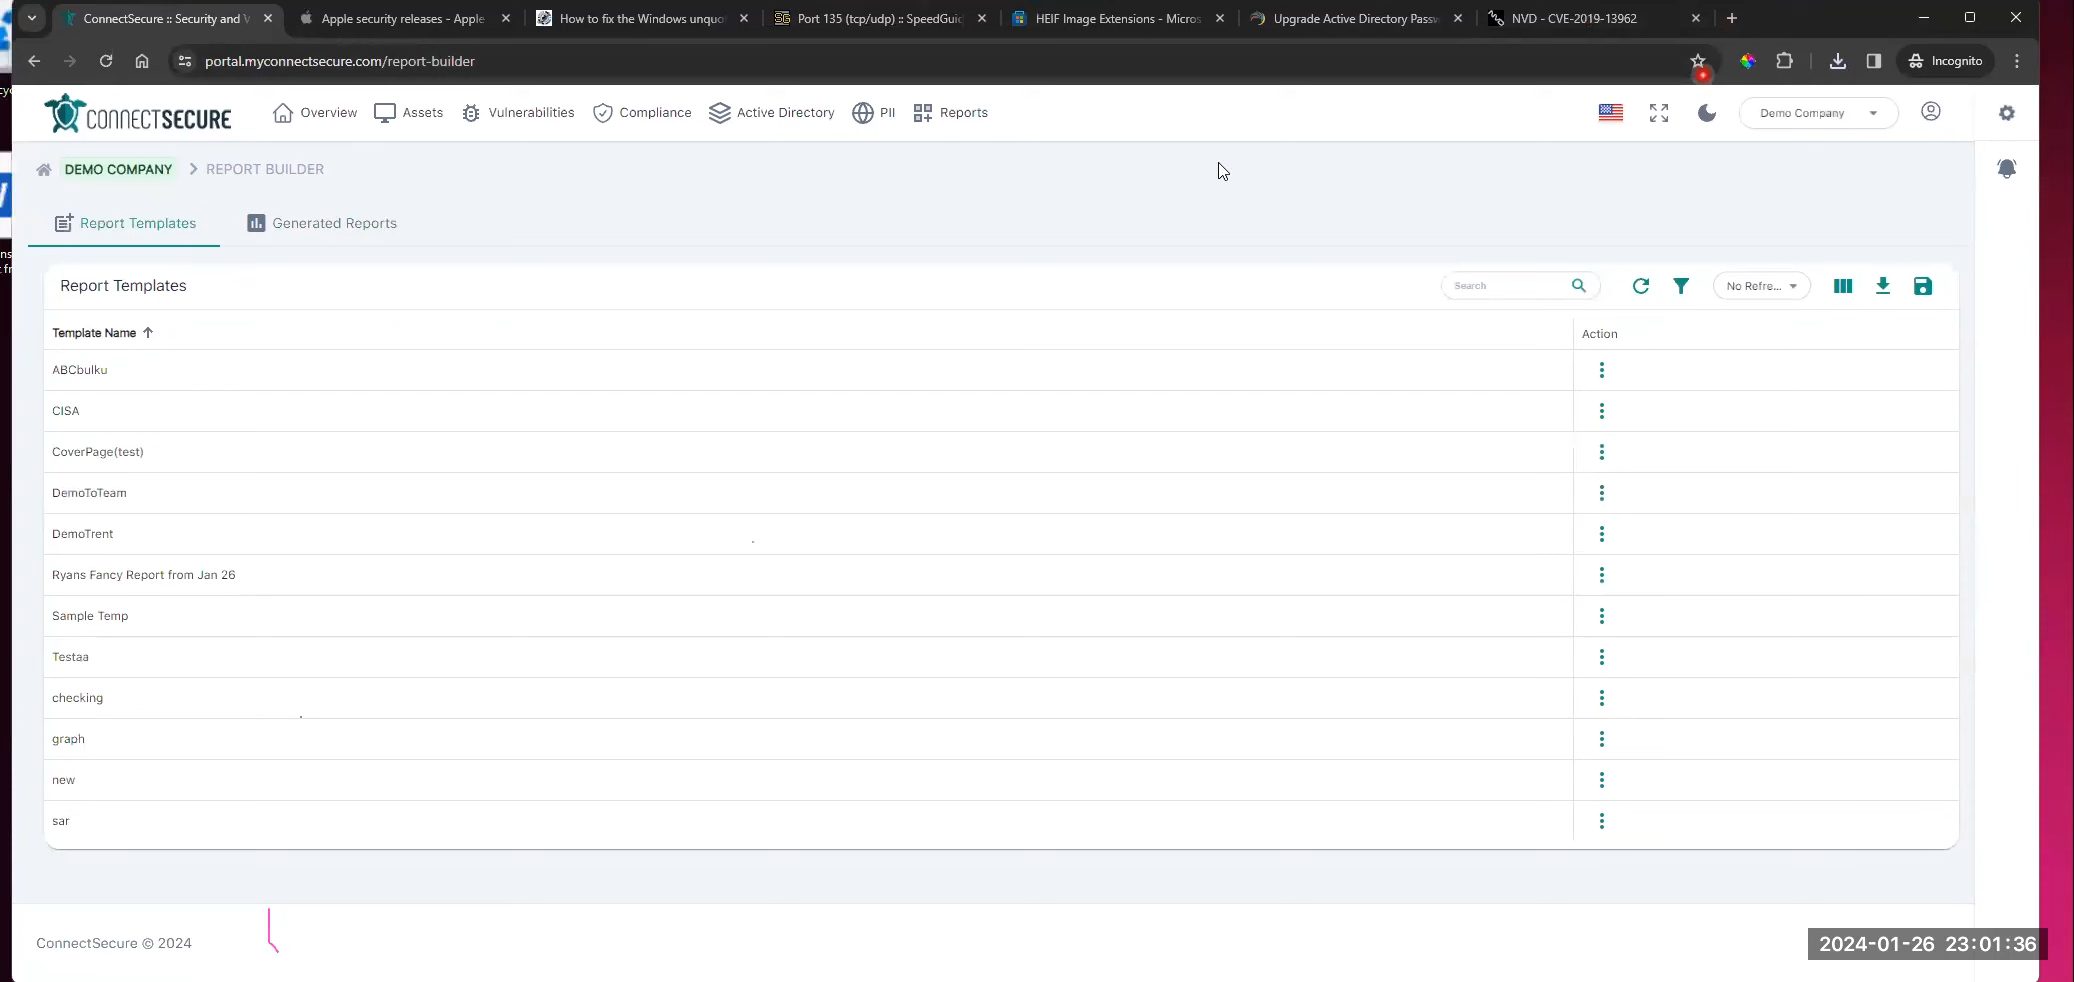 ConnectSecure :: Security and V
Apple security releases - Apple
How to fix the Windows unquo
Port 135 (tcp/udp) :: SpeedGuid
HEIF Image Extensions - Micros
Upgrade Active Directory Passw
NVD - CVE-2019-13962
portal.myconnectsecure.com/report-builder
Incognito
CONNECTSECURE
Overview
Assets
Vulnerabilities
Compliance
Active Directory
PII
Reports
Demo Company
DEMO COMPANY
REPORT BUILDER
Report Templates
Generated Reports
Report Templates
Search
No Refre...
Template Name
Action
ABCbulku
CISA
CoverPage(test)
DemoToTeam
DemoTrent
Ryans Fancy Report from Jan 26
Sample Temp
Testaa
checking
graph
new
sar
ConnectSecure © 2024
2024-01-26 23:01:36